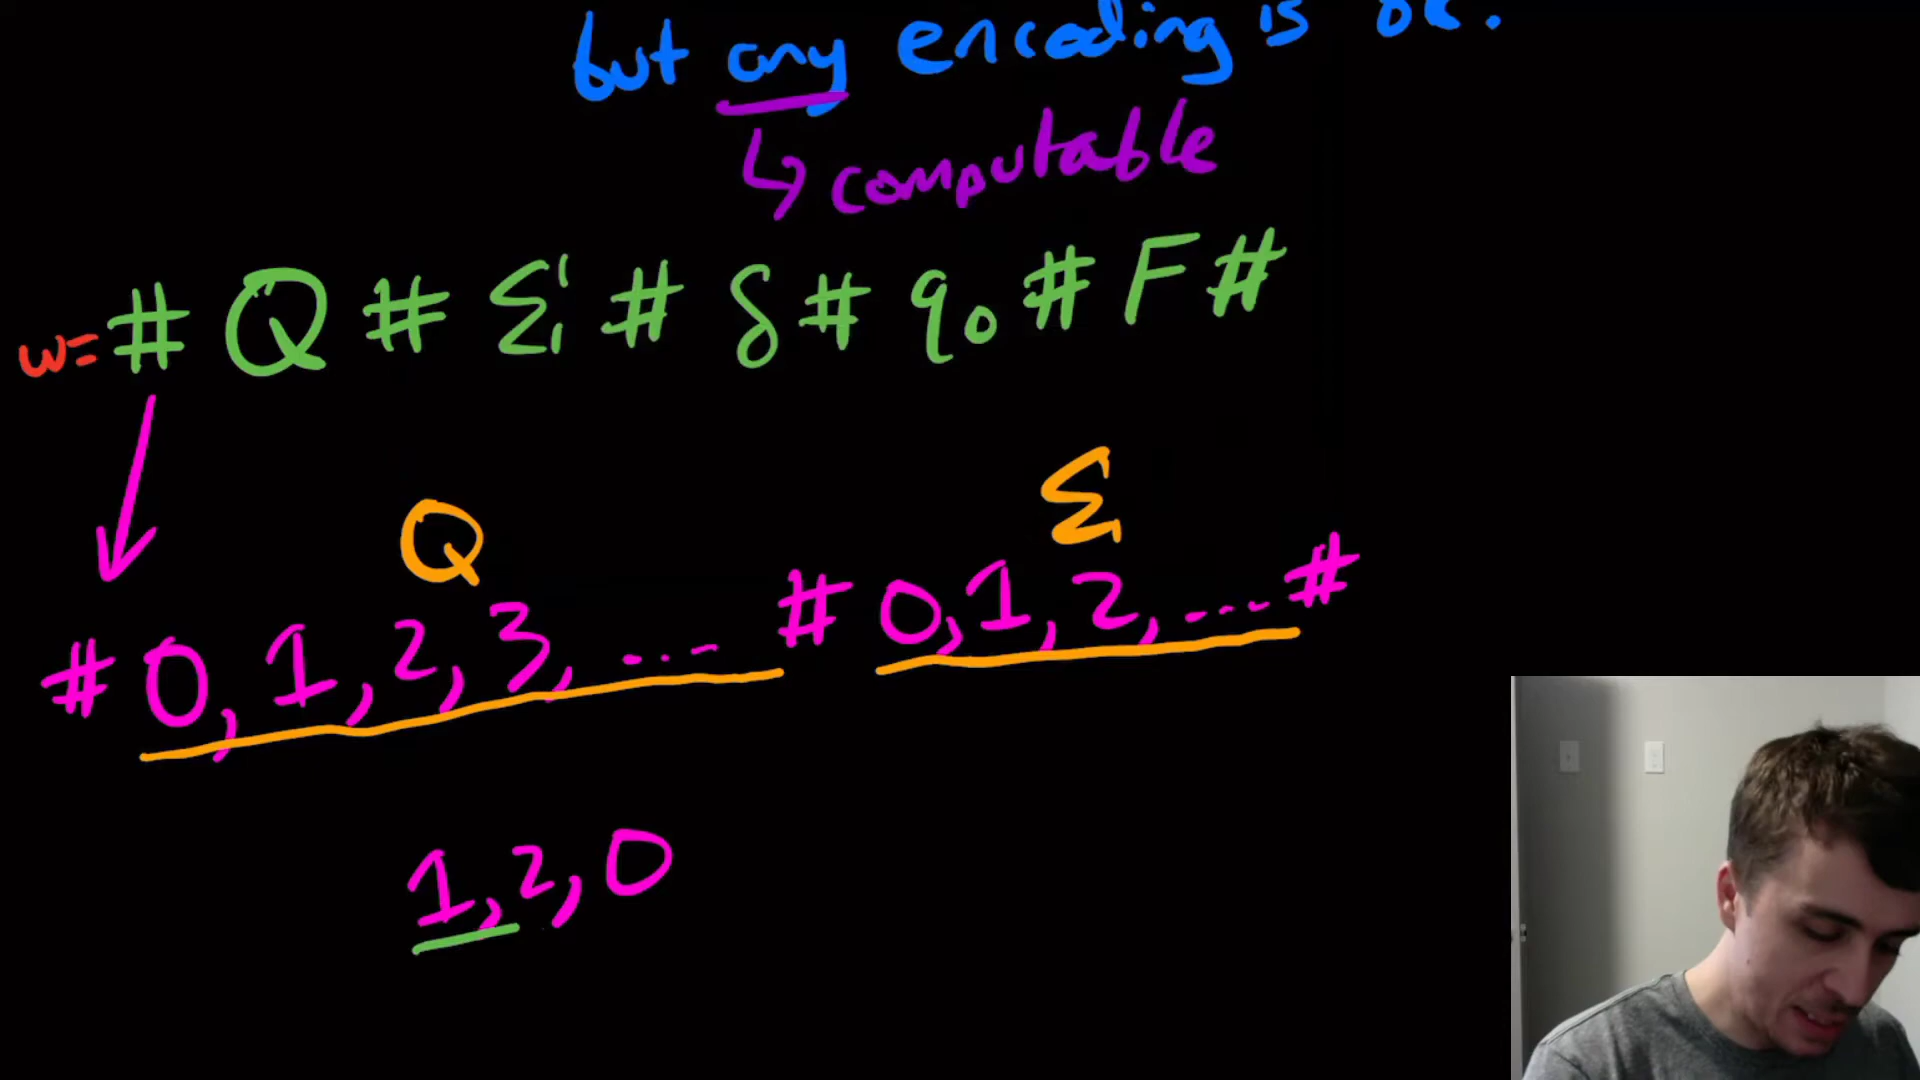 but any encoding is ok.
↳ computable
w= # Q # Σ # δ # q0 # F #
Q Σ
# 0, 1, 2, 3, ... # 0, 1, 2, ... #
1, 2, 0